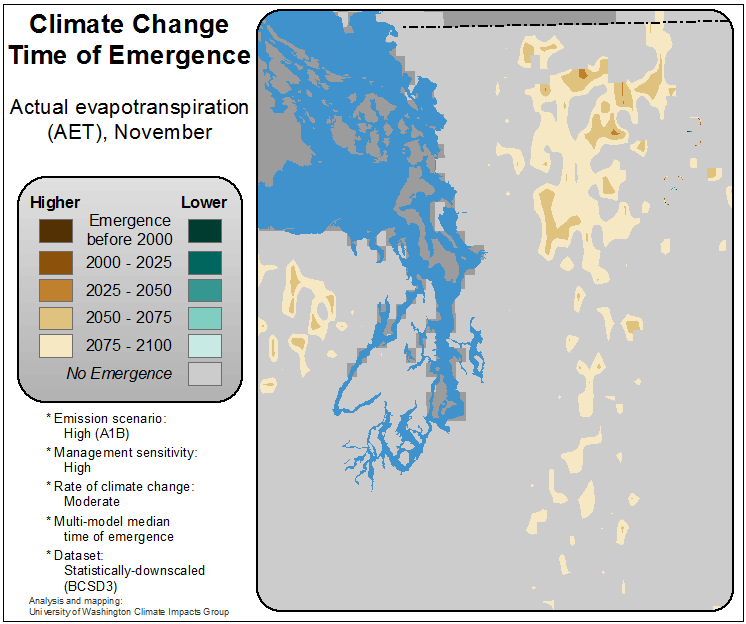 Climate Change
Time of Emergence
Actual evapotranspiration
(AET), November
Higher Lower
Emergence
before 2000
2000 - 2025
2025 - 2050
2050 - 2075
2075 - 2100
No Emergence
* Emission scenario:
High (A1B)
* Management sensitivity:
High
* Rate of climate change:
Moderate
* Multi-model median
time of emergence
* Dataset:
Statistically-downscaled
(BCSD3)
Analysis and mapping:
University of Washington Climate Impacts Group